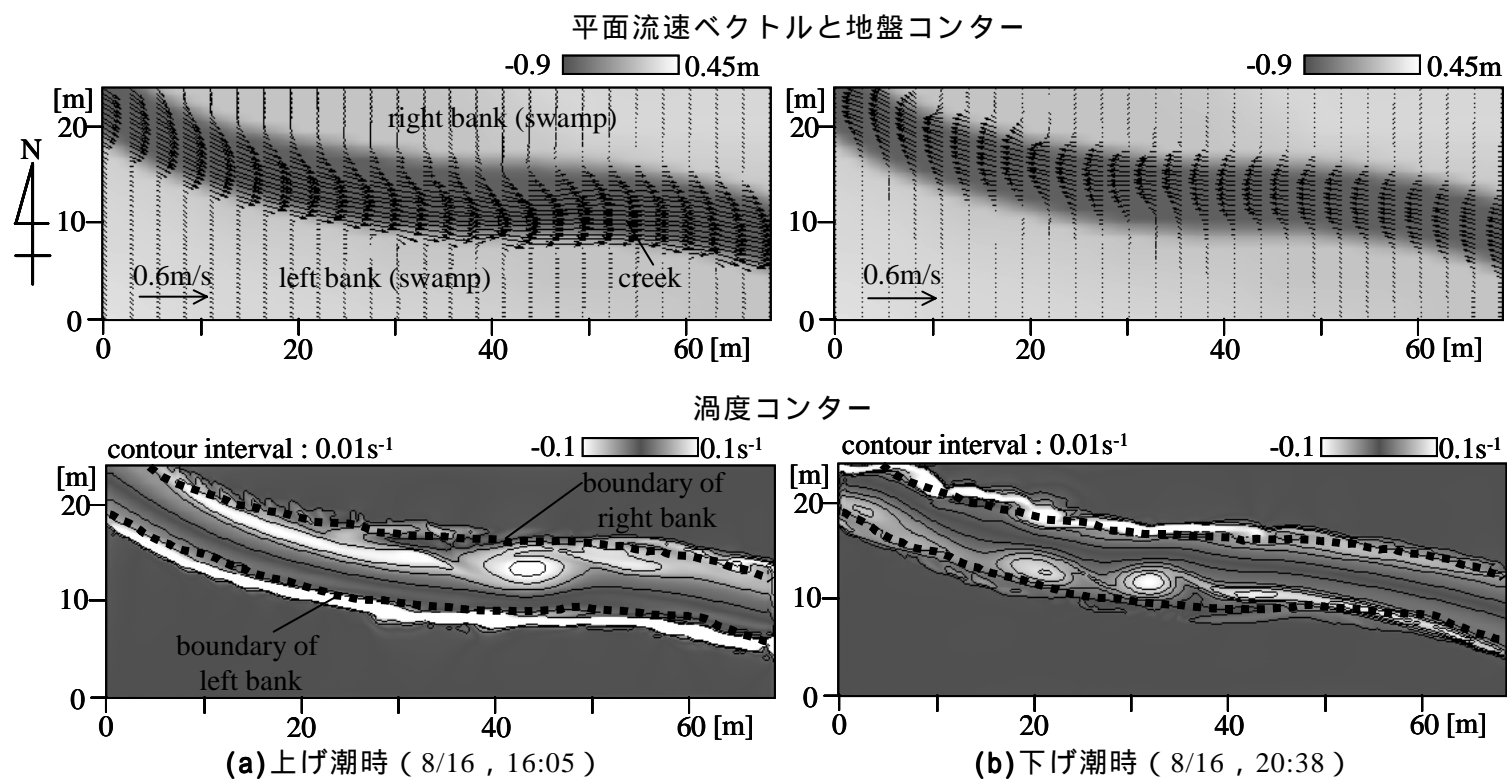 平面流速ベクトルと地盤コンター
-0.9 0.45m
-0.9 0.45m
[m]
20
10
0
N
right bank (swamp)
left bank (swamp)
creek
0.6m/s
0 20 40 60 [m]
[m]
20
10
0
0.6m/s
0 20 40 60 [m]
渦度コンター
contour interval : 0.01s⁻¹ -0.1 0.1s⁻¹
contour interval : 0.01s⁻¹ -0.1 0.1s⁻¹
[m]
20
10
0
boundary of
right bank
boundary of
left bank
0 20 40 60 [m]
[m]
20
10
0
0 20 40 60 [m]
(a)上げ潮時（8/16，16:05）
(b)下げ潮時（8/16，20:38）